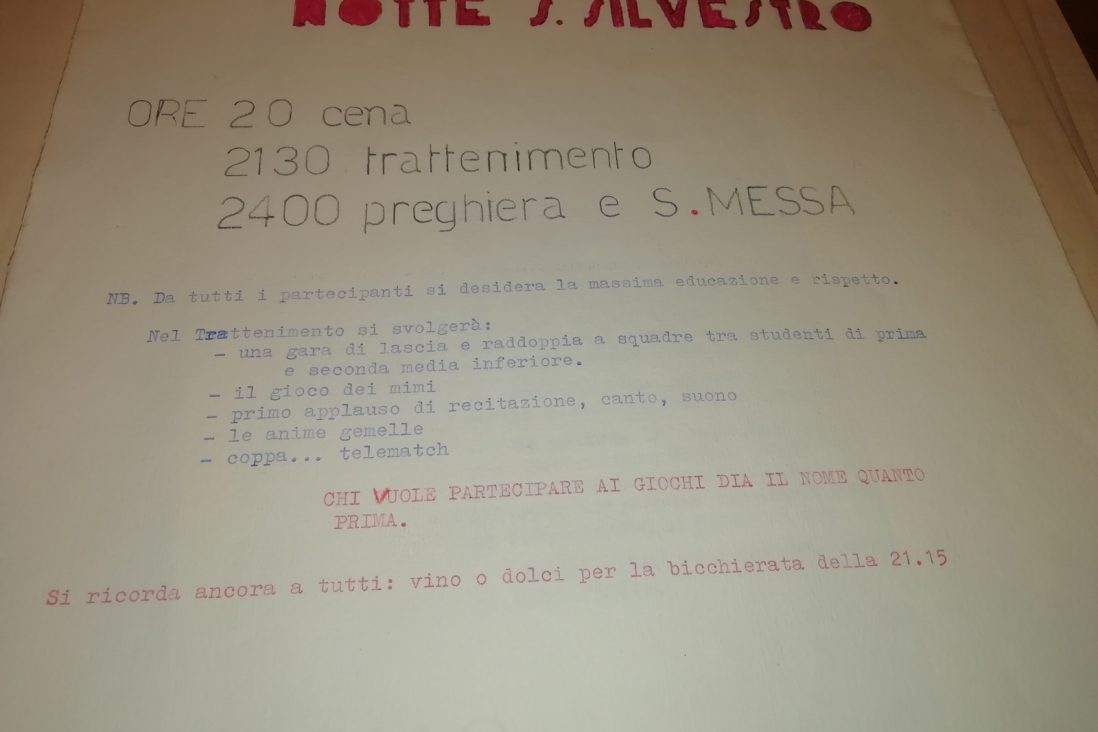 NOTTE S. SILVESTRO
ORE 20 cena
2130 trattenimento
2400 preghiera e S.MESSA
NB. Da tutti i partecipanti si desidera la massima educazione e rispetto.
Nel Trattenimento si svolgerà:
- una gara di lascia e raddoppia a squadre tra studenti di prima
e seconda media inferiore.
- il gioco dei mimi
- primo applauso di recitazione, canto, suono
- le anime gemelle
- coppa... telematch
CHI VUOLE PARTECIPARE AI GIOCHI DIA IL NOME QUANTO
PRIMA.
Si ricorda ancora a tutti: vino o dolci per la bicchierata della 21.15